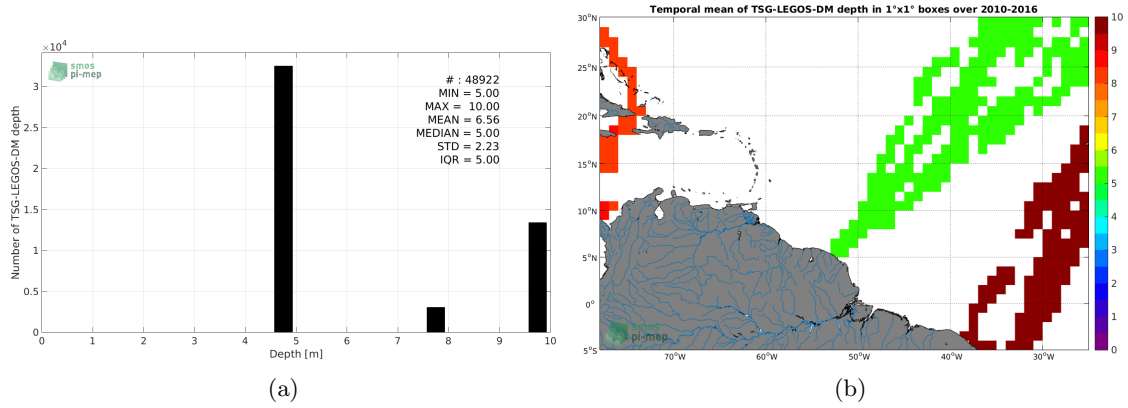 Temporal mean of TSG-LEGOS-DM depth in 1°x1° boxes over 2010-2016
×10⁴
smos
pi-mep
# : 48922
MIN = 5.00
MAX = 10.00
MEAN = 6.56
MEDIAN = 5.00
STD = 2.23
IQR = 5.00
Number of TSG-LEGOS-DM depth
3
2.5
2
1.5
1
0.5
0
0 1 2 3 4 5 6 7 8 9 10
Depth [m]
(a)
30°N
25°N
20°N
15°N
10°N
5°N
0°
5°S
70°W 60°W 50°W 40°W 30°W
smos
pi-mep
10
9
8
7
6
5
4
3
2
1
0
(b)